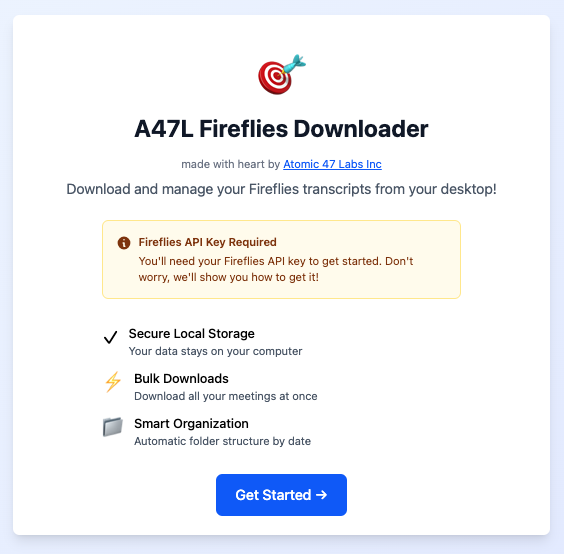 A47L Fireflies Downloader
made with heart by Atomic 47 Labs Inc
Download and manage your Fireflies transcripts from your desktop!
Fireflies API Key Required
You'll need your Fireflies API key to get started. Don't
worry, we'll show you how to get it!
Secure Local Storage
Your data stays on your computer
Bulk Downloads
Download all your meetings at once
Smart Organization
Automatic folder structure by date
Get Started →